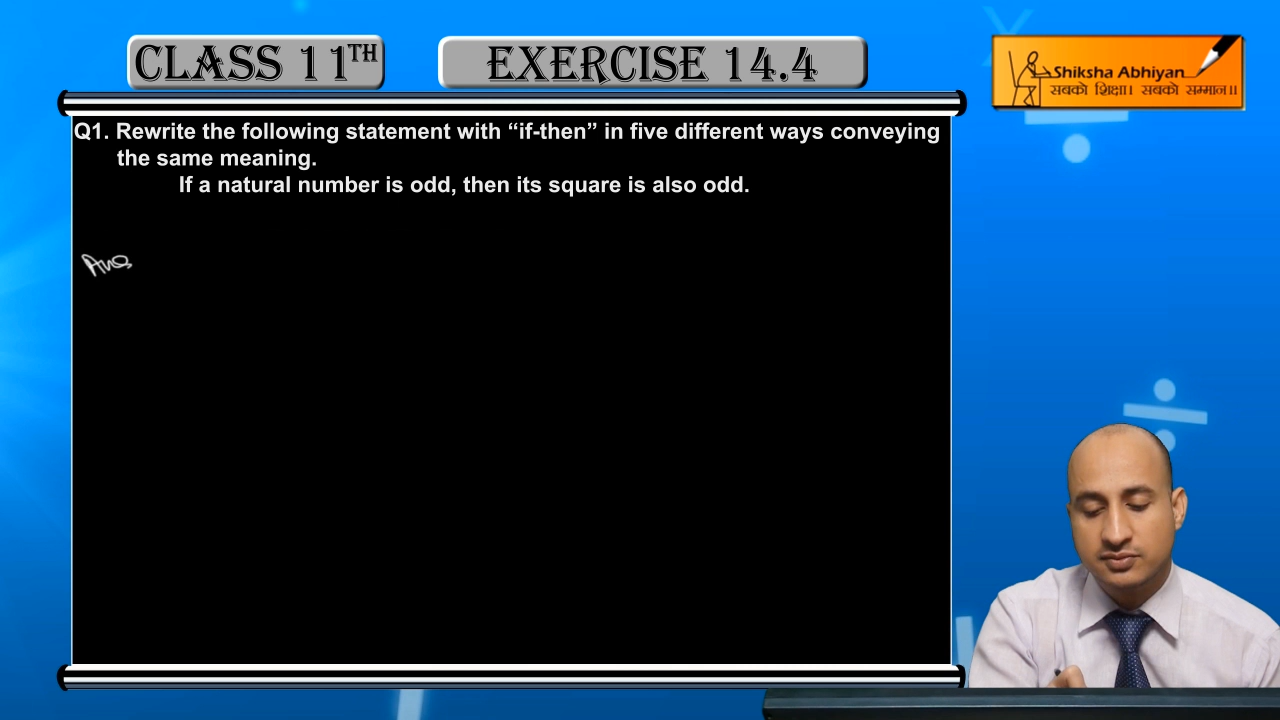 CLASS 11TH
EXERCISE 14.4
Shiksha Abhiyan
सबको शिक्षा। सबको सम्मान।।
Q1. Rewrite the following statement with “if-then” in five different ways conveying
the same meaning.
If a natural number is odd, then its square is also odd.
Ans